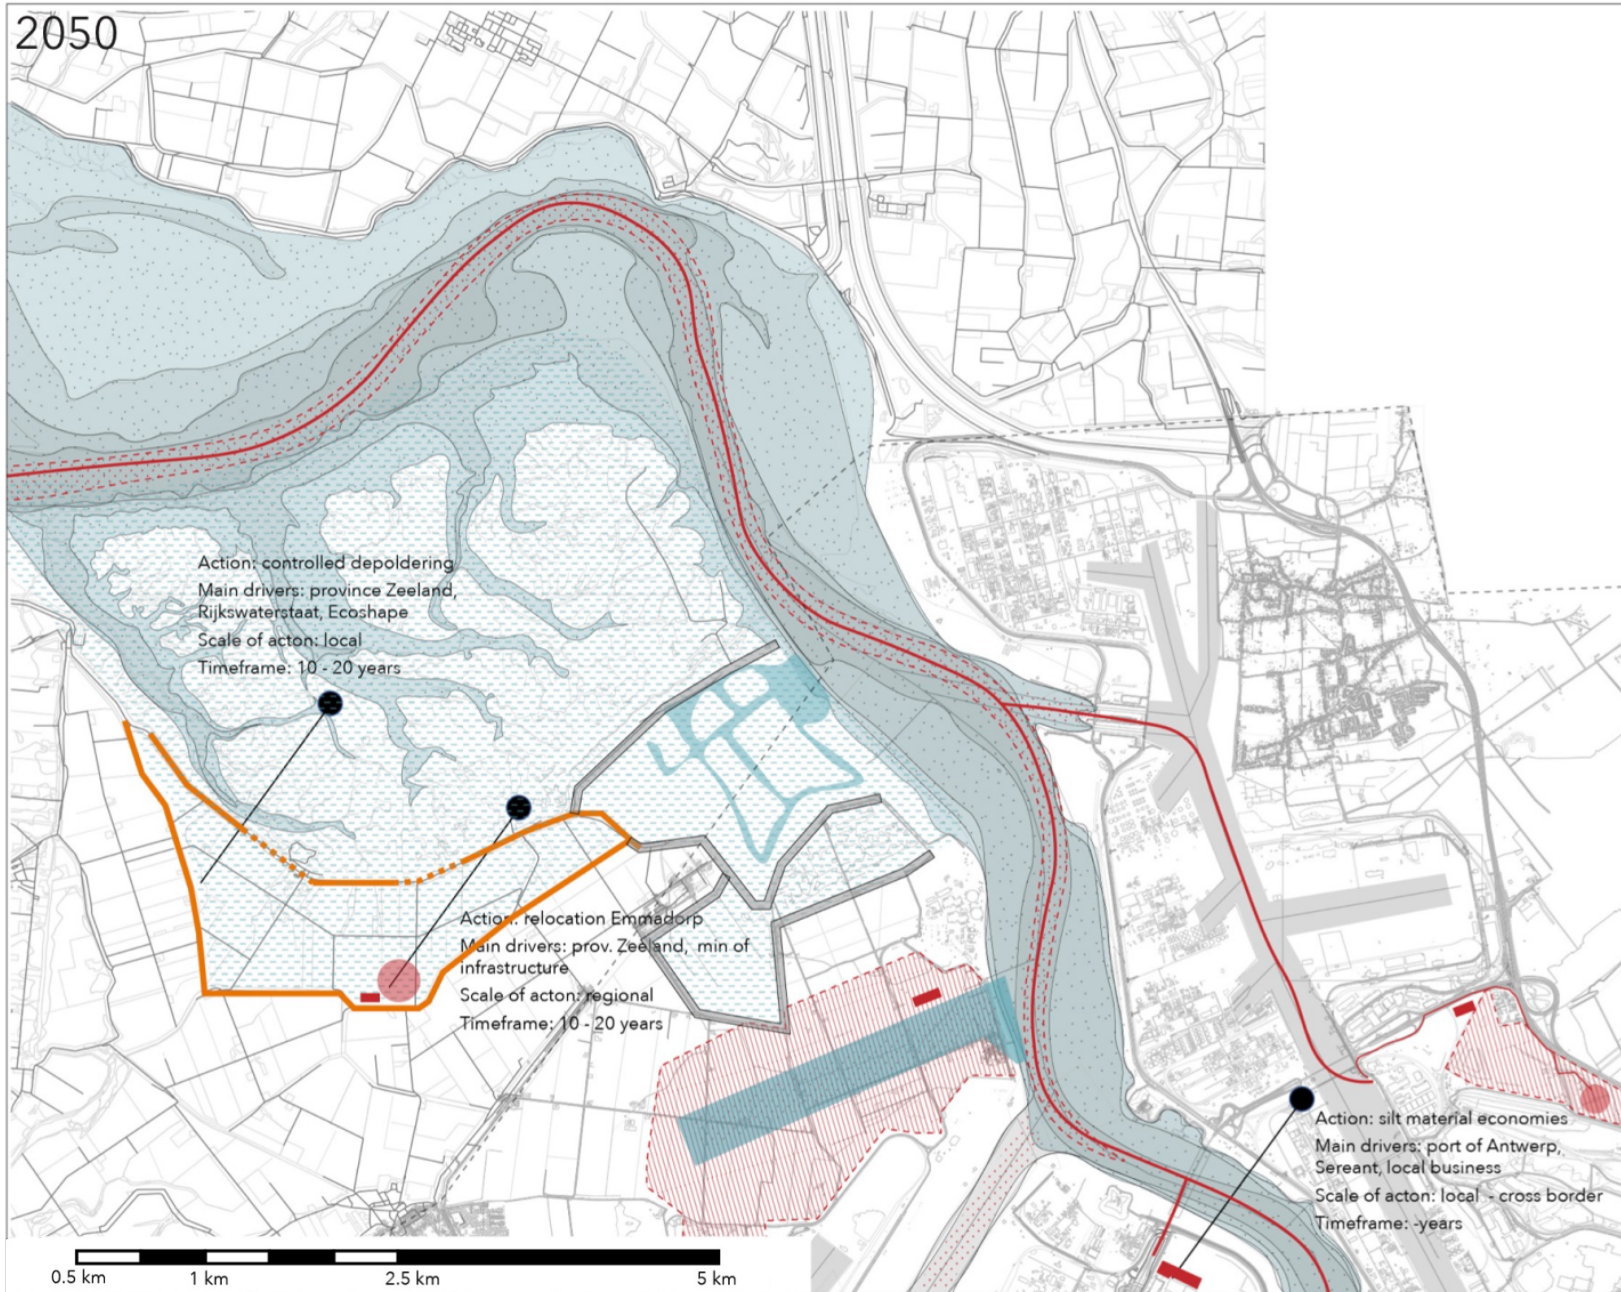 2050
Action: controlled depoldering
Main drivers: province Zeeland,
Rijkswaterstaat, Ecoshape
Scale of acton: local
Timeframe: 10 - 20 years
Action: relocation Emmadorp
Main drivers: prov. Zeeland, min of
infrastructure
Scale of acton: regional
Timeframe: 10 - 20 years
Action: silt material economies
Main drivers: port of Antwerp,
Sereant, local business
Scale of acton: local - cross border
Timeframe: -years
0.5 km 1 km 2.5 km 5 km